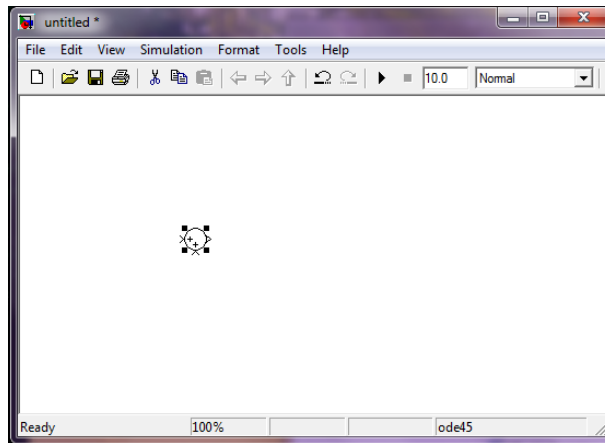 untitled *
File Edit View Simulation Format Tools Help
10.0 Normal
Ready 100% ode45